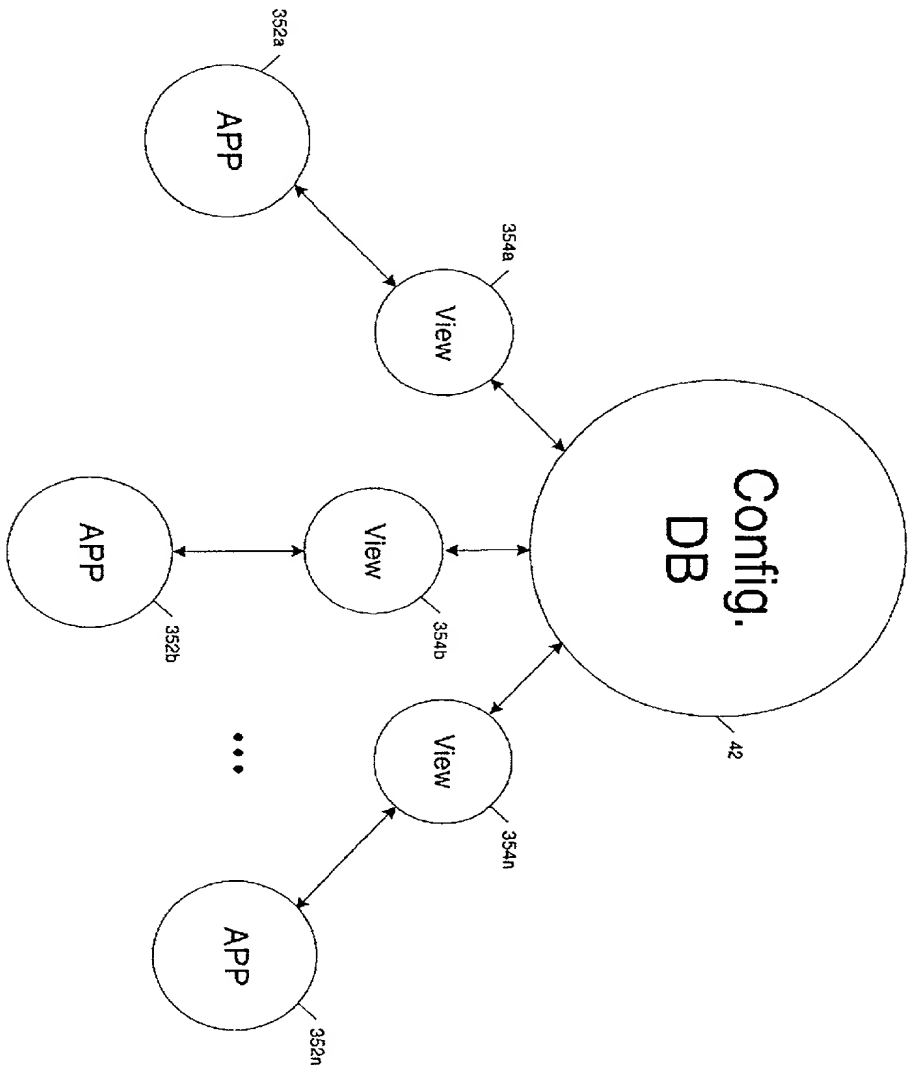 352a
APP
354a
View
Config.
DB
42
View
354b
APP
352b
View
354n
...
APP
352n